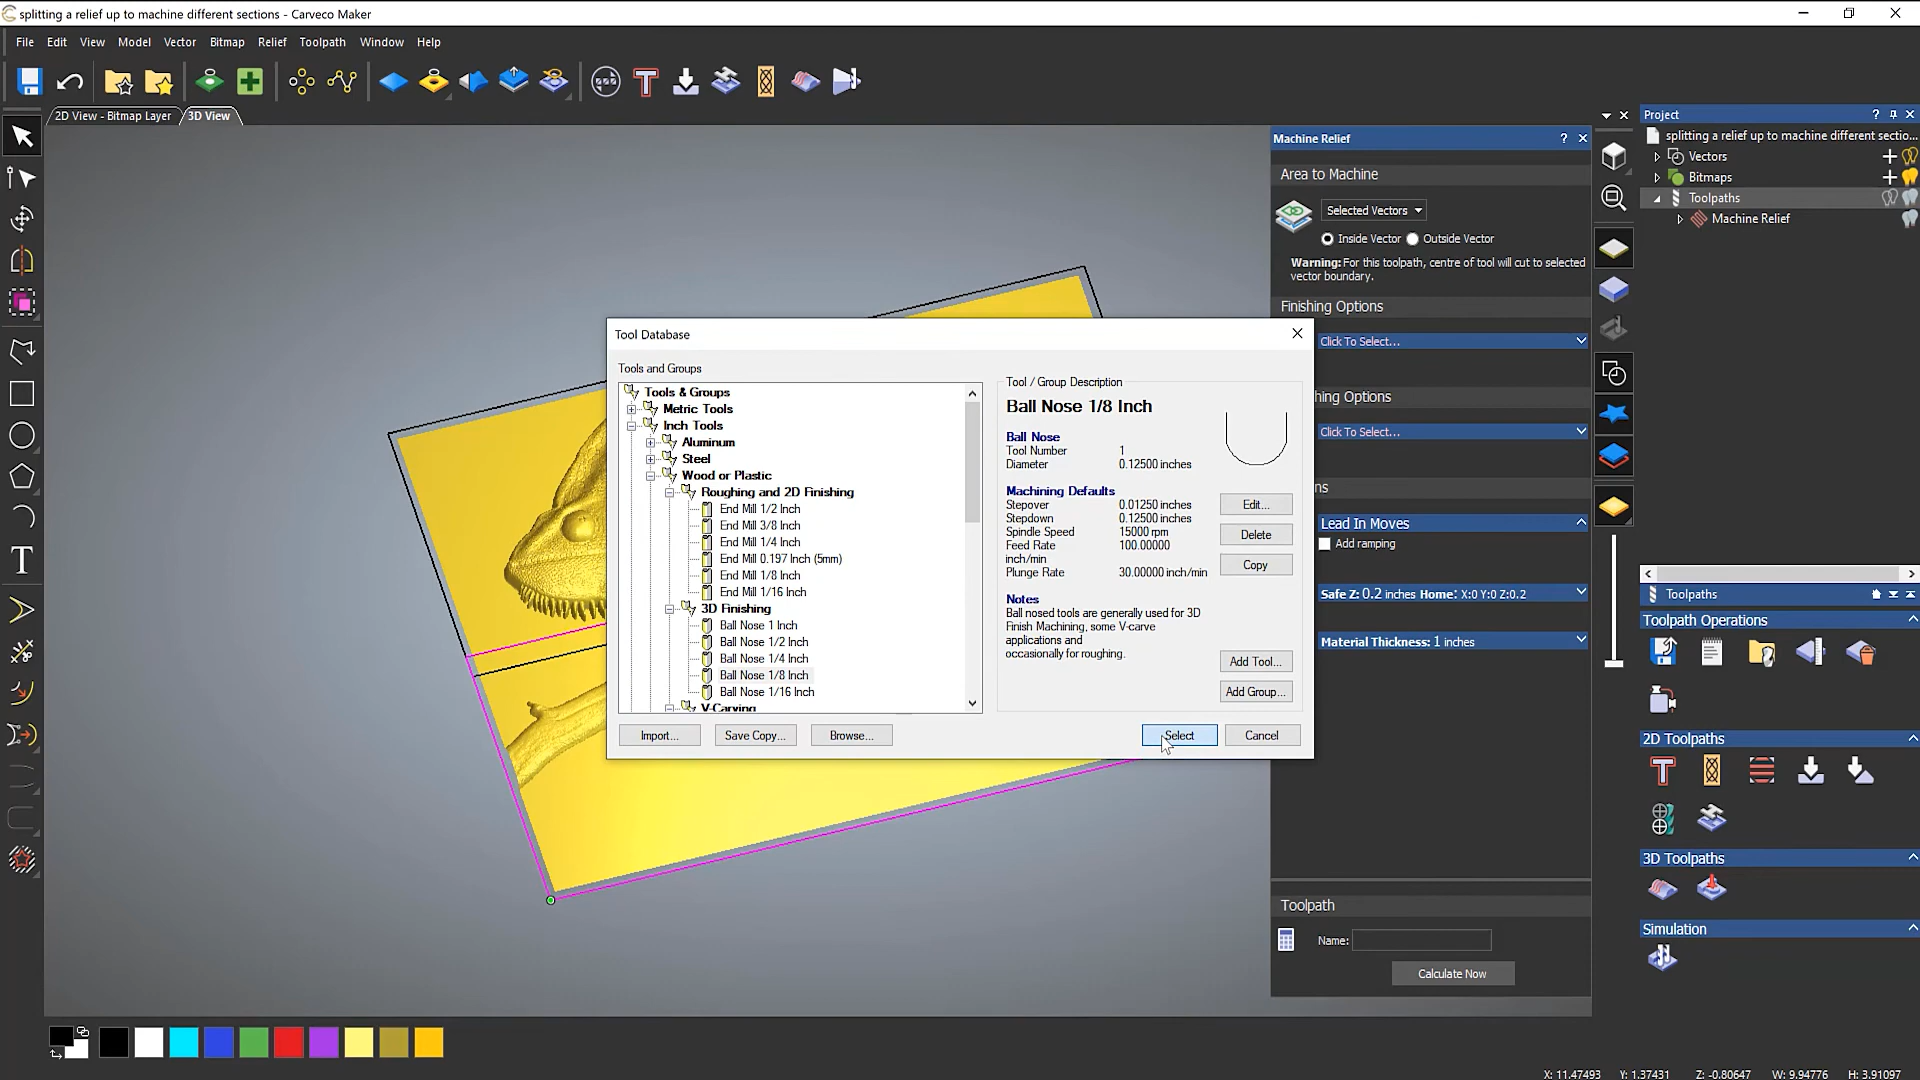 splitting a relief up to machine different sections - Carveco Maker
File Edit View Model Vector Bitmap Relief Toolpath Window Help
2D View - Bitmap Layer 3D View
Machine Relief ?
Area to Machine
Selected Vectors
Inside Vector Outside Vector
Warning: For this toolpath, centre of tool will cut to selected
vector boundary.
Finishing Options
Click To Select...
hing Options
Click To Select...
ns
Lead In Moves
Add ramping
Safe Z: 0.2 inches Home: X:0 Y:0 Z:0.2
Material Thickness: 1 inches
Toolpath
Name:
Calculate Now
Tool Database
Tools and Groups
Tools & Groups
Metric Tools
Inch Tools
Aluminum
Steel
Wood or Plastic
Roughing and 2D Finishing
End Mill 1/2 Inch
End Mill 3/8 Inch
End Mill 1/4 Inch
End Mill 0.197 Inch (5mm)
End Mill 1/8 Inch
End Mill 1/16 Inch
3D Finishing
Ball Nose 1 Inch
Ball Nose 1/2 Inch
Ball Nose 1/4 Inch
Ball Nose 1/8 Inch
Ball Nose 1/16 Inch
V-Carving
Import... Save Copy... Browse...
Tool / Group Description
Ball Nose 1/8 Inch
Ball Nose
Tool Number 1
Diameter 0.12500 inches
Machining Defaults
Stepover 0.01250 inches
Stepdown 0.12500 inches
Spindle Speed 15000 rpm
Feed Rate 100.00000
inch/min
Plunge Rate 30.00000 inch/min
Notes
Ball nosed tools are generally used for 3D
Finish Machining, some V-carve
applications and
occasionally for roughing.
Edit...
Delete
Copy
Add Tool...
Add Group...
Select Cancel
Project ?
splitting a relief up to machine different sectio...
Vectors
Bitmaps
Toolpaths
Machine Relief
Toolpaths
Toolpath Operations
2D Toolpaths
3D Toolpaths
Simulation
X: 11.47493 Y: 1.37431 Z: -0.80647 W: 9.94776 H: 3.91097